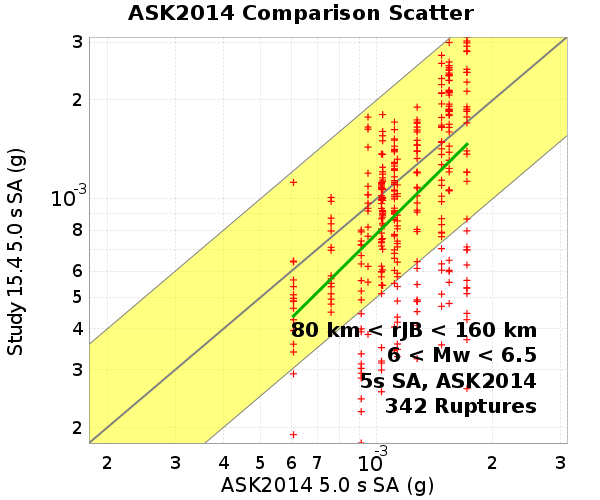 ASK2014 Comparison Scatter
Study 15.4 5.0 s SA (g)
3
2
10-3
8
6
5
4
3
2
80 km < rJB < 160 km
6 < Mw < 6.5
5s SA, ASK2014
342 Ruptures
2 3 4 5 6 7 10-3 2 3
ASK2014 5.0 s SA (g)